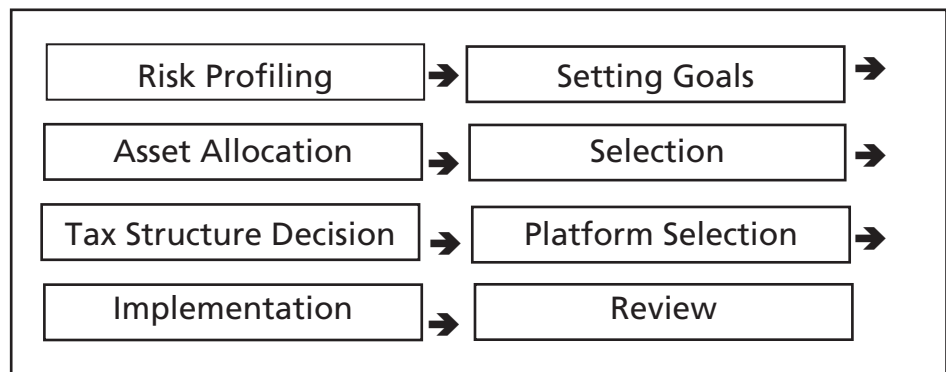 Risk Profiling
Setting Goals
Asset Allocation
Selection
Tax Structure Decision
Platform Selection
Implementation
Review